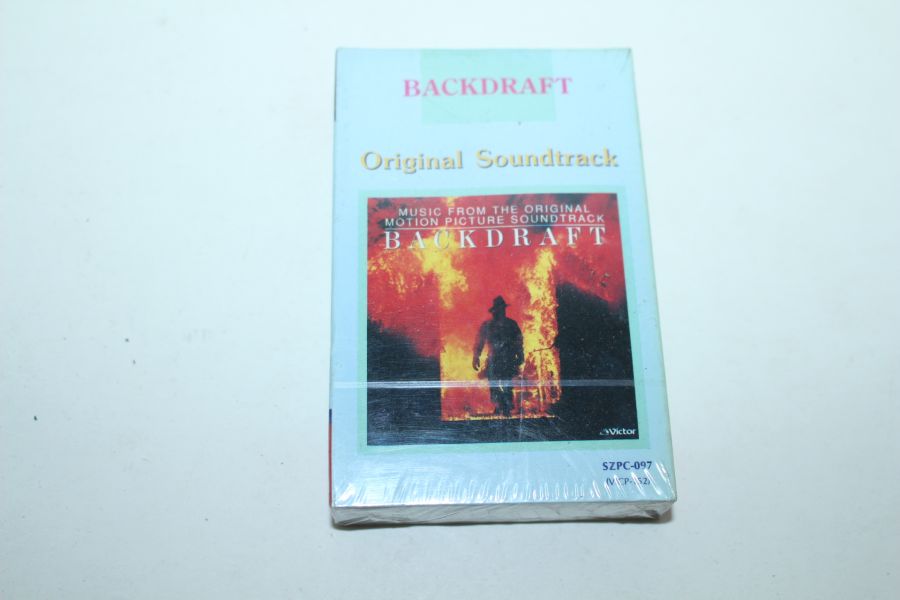 BACKDRAFT
Original Soundtrack
MUSIC FROM THE ORIGINAL
MOTION PICTURE SOUNDTRACK
BACKDRAFT
Victor
SZPC-097